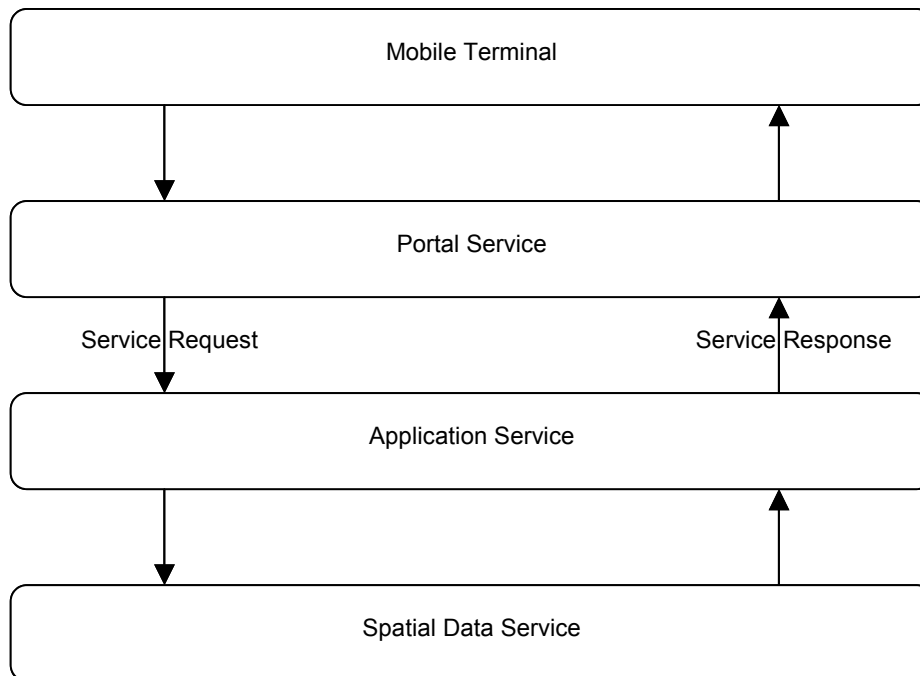 Mobile Terminal
Portal Service
Service Request
Service Response
Application Service
Spatial Data Service